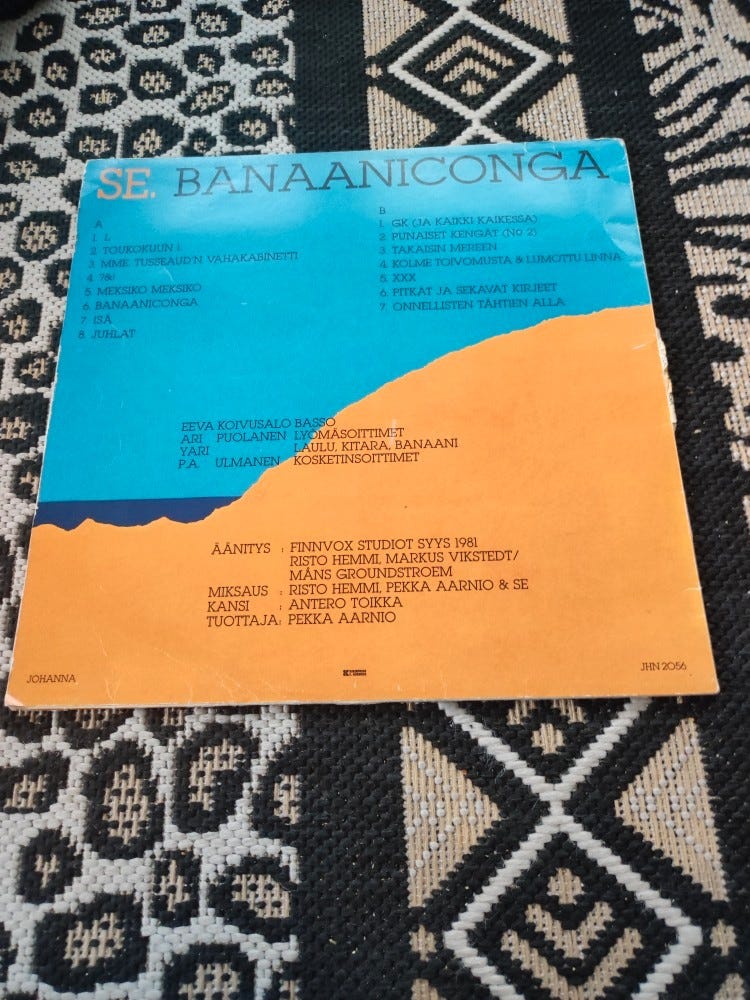 SE. BANAANICONGA
A
1. L
2. TOUKOKUUN 1.
3. MME. TUSSEAUD'N VAHAKABINETTI
4. 78
5. MEKSIKO MEKSIKO
6. BANAANICONGA
7. ISÄ
8. JUHLAT
B
1. GK (JA KAIKKI KAIKESSA)
2. PUNAISET KENGÄT (NO 2)
3. TAKAISIN MEREEN
4. KOLME TOIVOMUSTA & LUMOTTU LINNA
5. XXX
6. PITKÄT JA SEKAVAT KIRJEET
7. ONNELLISTEN TÄHTIEN ALLA
EEVA KOIVUSALO BASSO
ARI PUOLANEN LYÖMÄSOITTIMET
YARI LAULU, KITARA, BANAANI
P.A. ULMANEN KOSKETINSOITTIMET
ÄÄNITYS : FINNVOX STUDIOT SYYS 1981
RISTO HEMMI, MARKUS VIKSTEDT/
MÅNS GROUNDSTROEM
MIKSAUS : RISTO HEMMI, PEKKA AARNIO & SE
KANSI : ANTERO TOIKKA
TUOTTAJA: PEKKA AARNIO
JOHANNA
JHN 2056